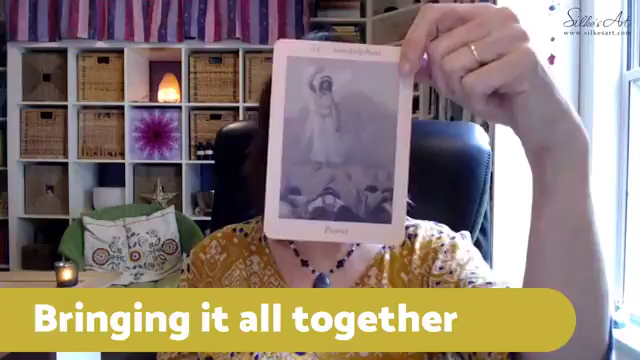 Silke's Art
www.silkesart.com
Power
Bringing it all together